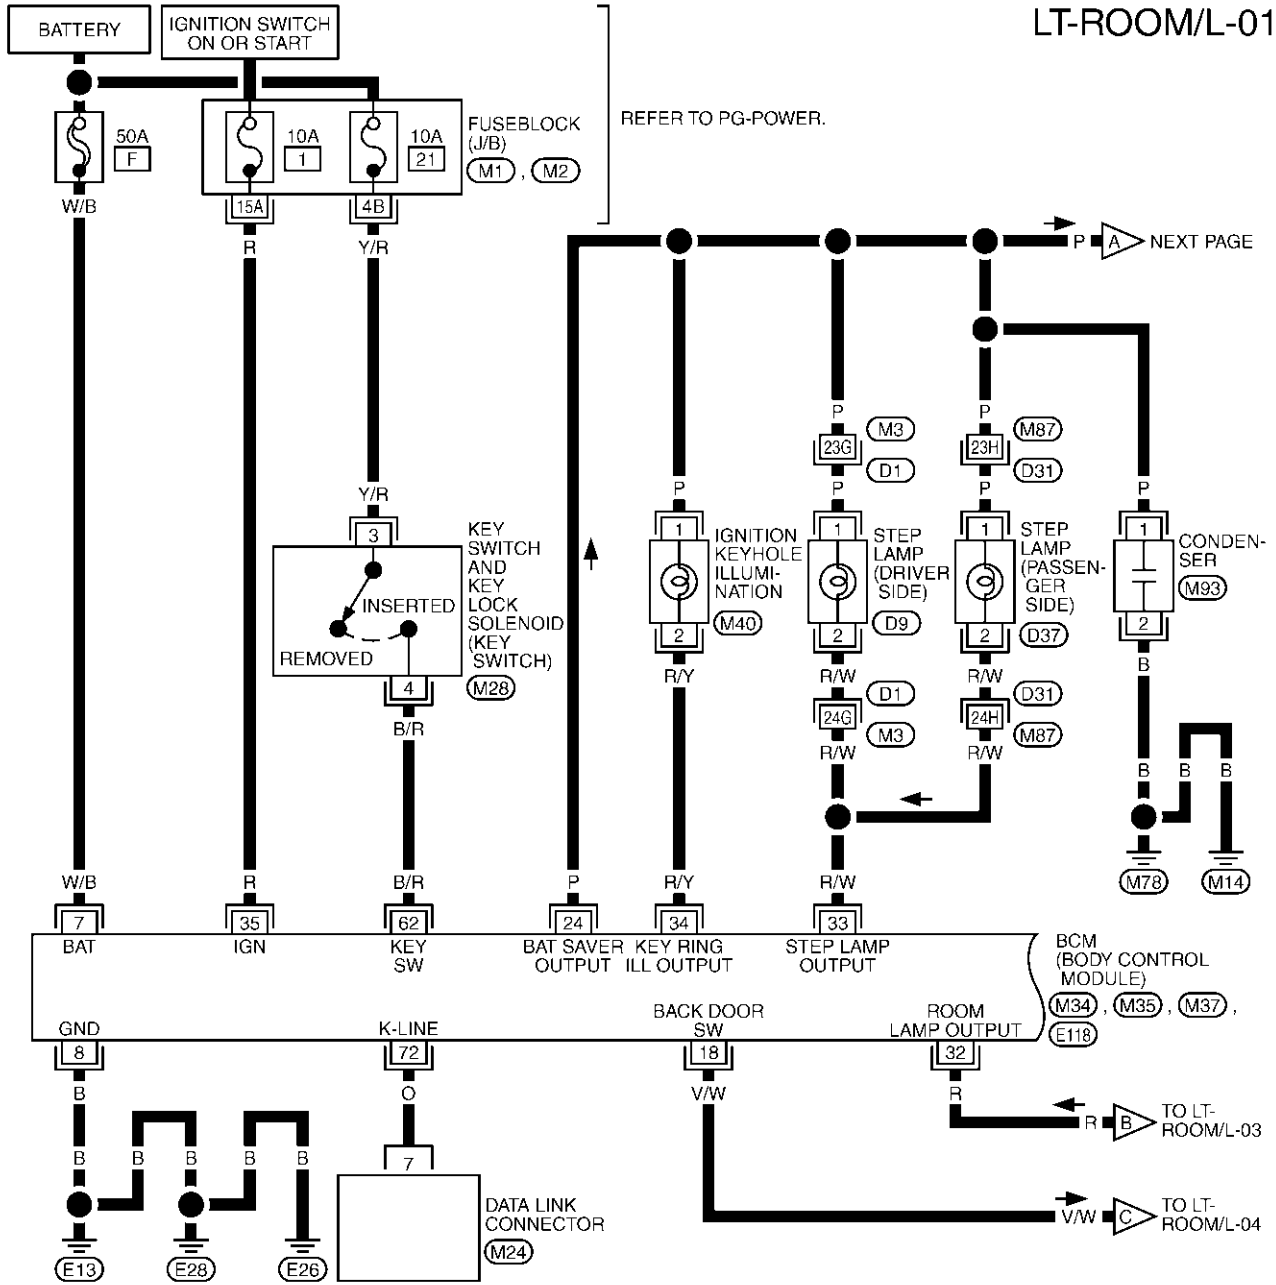 LT-ROOM/L-01
BATTERY
IGNITION SWITCH
ON OR START
50A
F
10A
1
10A
21
FUSEBLOCK
(J/B)
M1 , M2
REFER TO PG-POWER.
W/B
15A
4B
R
Y/R
P
A
NEXT PAGE
P
23G
M3
D1
P
P
23H
M87
D31
P
P
P
Y/R
3
KEY
SWITCH
AND
KEY
LOCK
SOLENOID
(KEY
SWITCH)
M28
INSERTED
REMOVED
4
B/R
1
IGNITION
KEYHOLE
ILLUMI-
NATION
M40
2
R/Y
1
STEP
LAMP
(DRIVER
SIDE)
D9
2
R/W
1
STEP
LAMP
(PASSEN-
GER
SIDE)
D37
2
R/W
1
CONDEN-
SER
M93
2
B
24G
D1
M3
R/W
24H
D31
M87
R/W
B
B
B
M78
M14
W/B
R
B/R
P
R/Y
R/W
7
35
62
24
34
33
BAT
IGN
KEY
SW
BAT SAVER
OUTPUT
KEY RING
ILL OUTPUT
STEP LAMP
OUTPUT
BCM
(BODY CONTROL
MODULE)
M34 , M35 , M37 ,
E118
GND
K-LINE
BACK DOOR
SW
ROOM
LAMP OUTPUT
8
72
18
32
B
O
V/W
R
R
B
TO LT-
ROOM/L-03
B
B
B
B
B
7
DATA LINK
CONNECTOR
M24
V/W
C
TO LT-
ROOM/L-04
E13
E28
E26